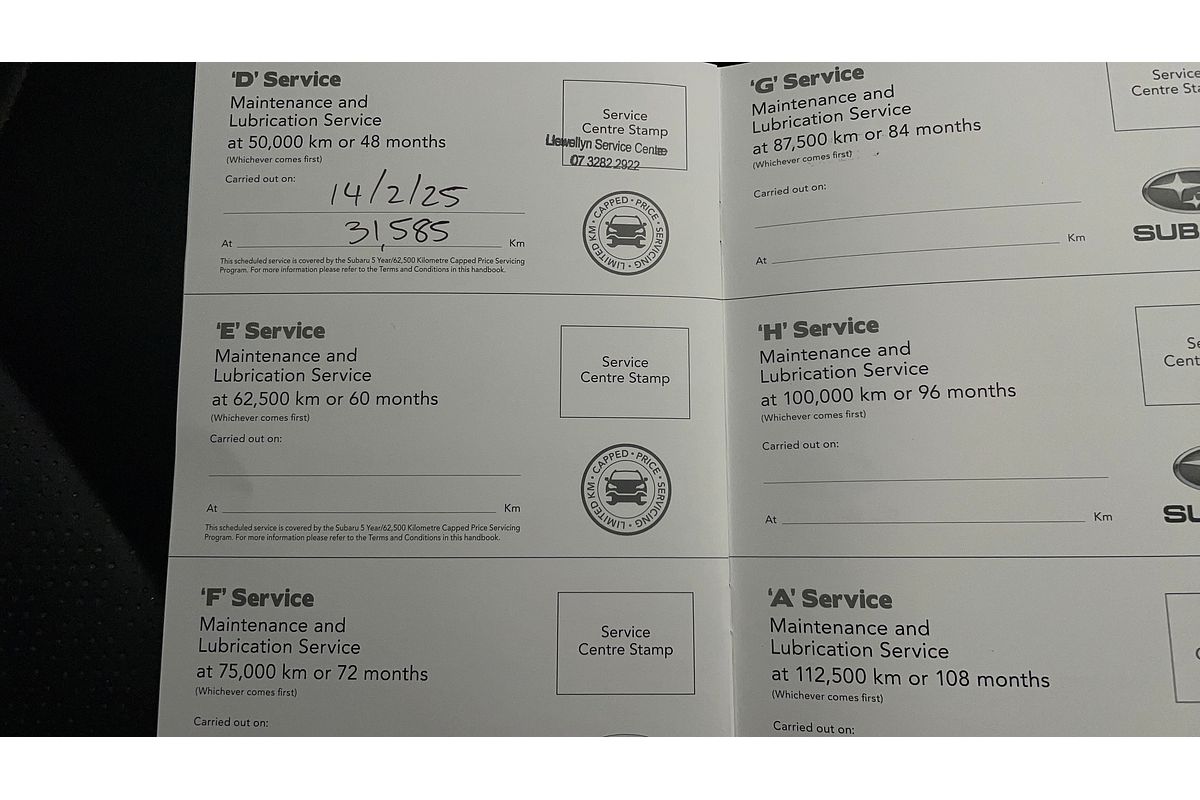 'D' Service
Maintenance and
Lubrication Service
at 50,000 km or 48 months
(Whichever comes first)
Carried out on:
14/2/25
At 31,585 Km
This scheduled service is covered by the Subaru 5 Year/62,500 Kilometre Capped Price Servicing
Program. For more information please refer to the Terms and Conditions in this handbook.
Service
Centre Stamp
Llewellyn Service Centre
07 3282 2922
LIMITED KM • CAPPED • PRICE • SERVICING •
'E' Service
Maintenance and
Lubrication Service
at 62,500 km or 60 months
(Whichever comes first)
Carried out on:
At Km
This scheduled service is covered by the Subaru 5 Year/62,500 Kilometre Capped Price Servicing
Program. For more information please refer to the Terms and Conditions in this handbook.
Service
Centre Stamp
LIMITED KM • CAPPED • PRICE • SERVICING •
'F' Service
Maintenance and
Lubrication Service
at 75,000 km or 72 months
(Whichever comes first)
Carried out on:
Service
Centre Stamp
'G' Service
Maintenance and
Lubrication Service
at 87,500 km or 84 months
(Whichever comes first)
Carried out on:
At Km
Service
Centre Sta
SUB
'H' Service
Maintenance and
Lubrication Service
at 100,000 km or 96 months
(Whichever comes first)
Carried out on:
At Km
Se
Cent
SU
'A' Service
Maintenance and
Lubrication Service
at 112,500 km or 108 months
(Whichever comes first)
Carried out on: